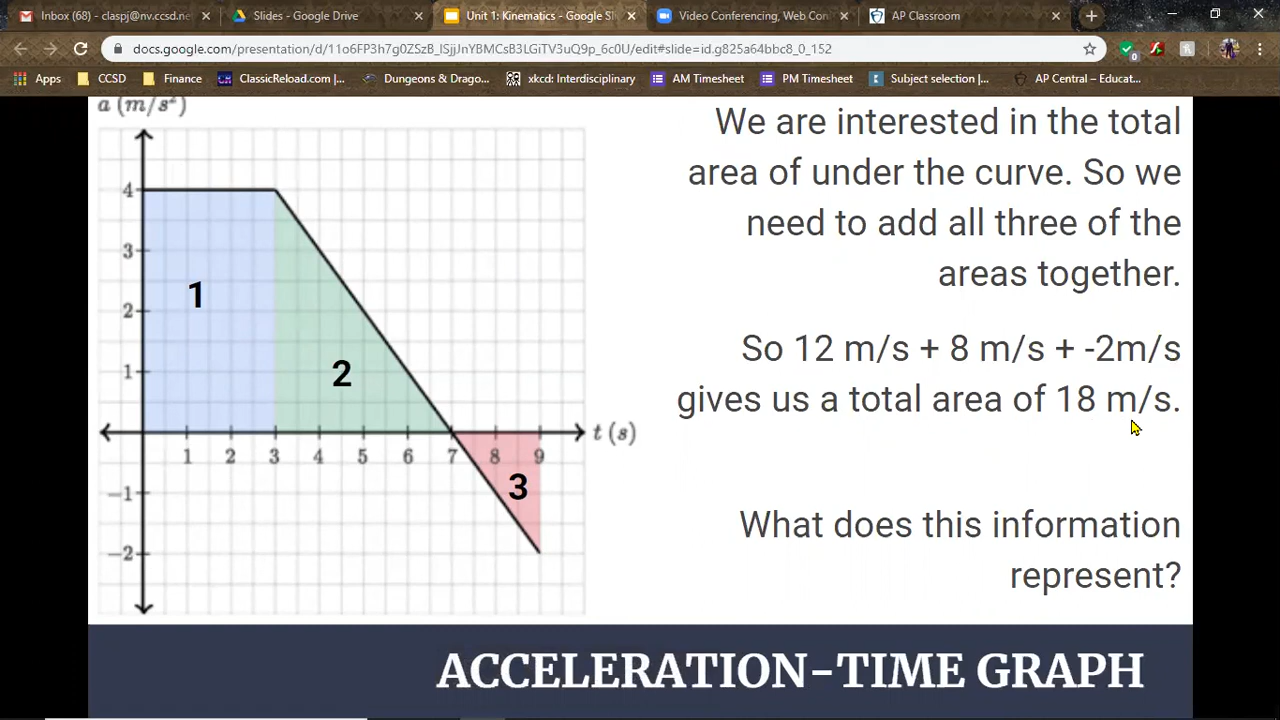 Inbox (68) - claspj@nv.ccsd.ne
Slides - Google Drive
Unit 1: Kinematics - Google Sl
Video Conferencing, Web Con
AP Classroom
docs.google.com/presentation/d/11o6FP3h7g0ZSzB_lSjjJnYBMCsB3LGiTV3uQ9p_6c0U/edit#slide=id.g825a64bbc8_0_152
Apps
CCSD
Finance
ClassicReload.com |...
Dungeons & Drago...
xkcd: Interdisciplinary
AM Timesheet
PM Timesheet
Subject selection |...
AP Central – Educat...
a (m/s²)
4
3
2
1
−1
−2
1 2 3 4 5 6 7 8 9
t (s)
1
2
3
We are interested in the total
area of under the curve. So we
need to add all three of the
areas together.
So 12 m/s + 8 m/s + -2m/s
gives us a total area of 18 m/s.
What does this information
represent?
ACCELERATION–TIME GRAPH